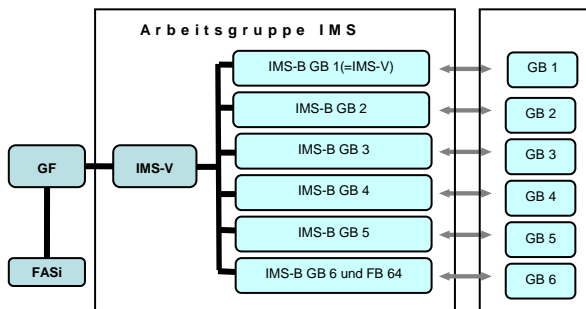 Arbeitsgruppe IMS
IMS-B GB 1(=IMS-V)
GB 1
IMS-B GB 2
GB 2
GF
IMS-V
IMS-B GB 3
GB 3
IMS-B GB 4
GB 4
IMS-B GB 5
GB 5
FASi
IMS-B GB 6 und FB 64
GB 6